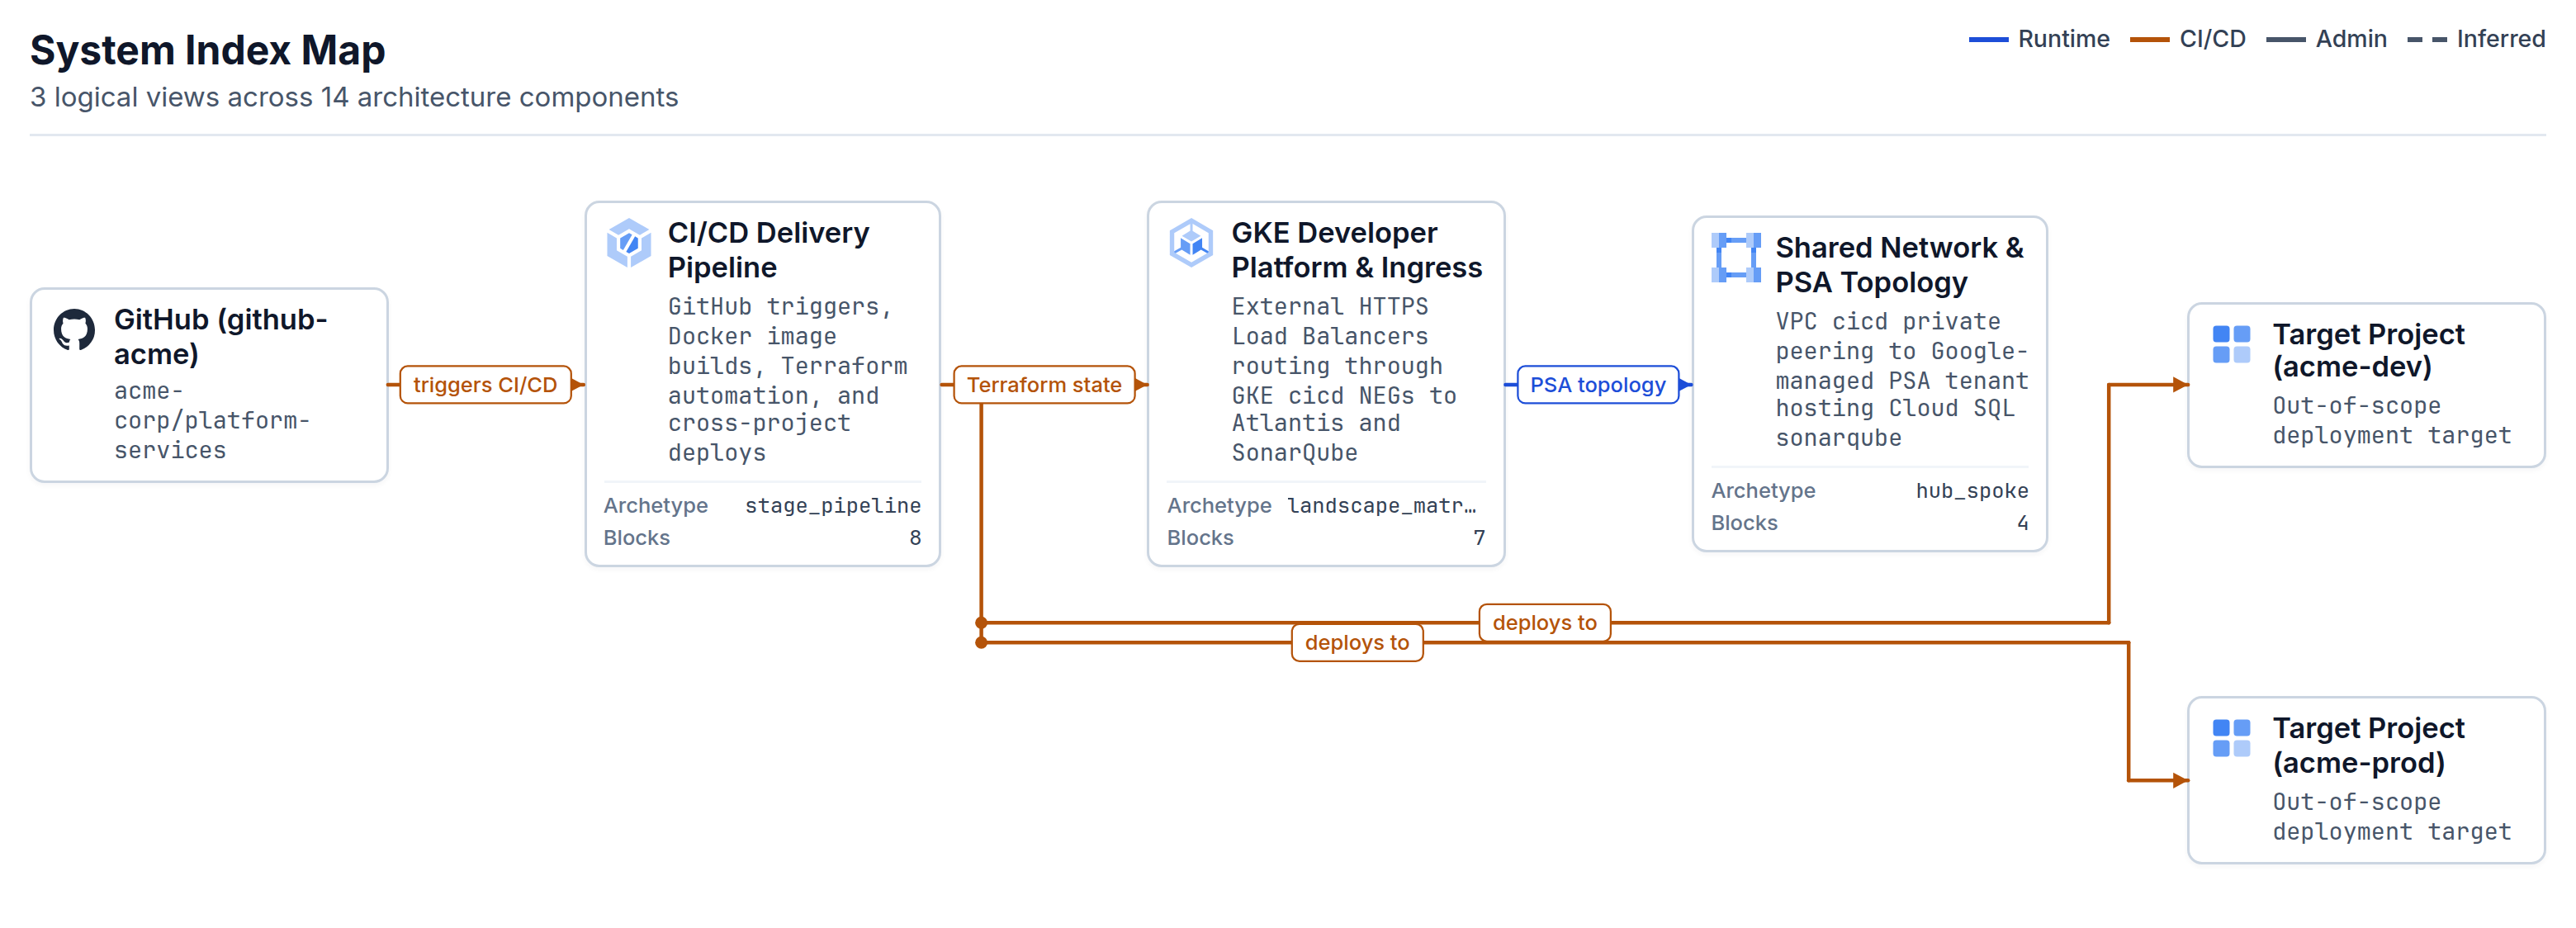 System Index Map
3 logical views across 14 architecture components
Runtime
CI/CD
Admin
Inferred
GitHub (github-
acme)
acme-
corp/platform-
services
triggers CI/CD
CI/CD Delivery
Pipeline
GitHub triggers,
Docker image
builds, Terraform
automation, and
cross-project
deploys
Archetype stage_pipeline
Blocks 8
Terraform state
GKE Developer
Platform & Ingress
External HTTPS
Load Balancers
routing through
GKE cicd NEGs to
Atlantis and
SonarQube
Archetype landscape_matr…
Blocks 7
PSA topology
Shared Network &
PSA Topology
VPC cicd private
peering to Google-
managed PSA tenant
hosting Cloud SQL
sonarqube
Archetype hub_spoke
Blocks 4
Target Project
(acme-dev)
Out-of-scope
deployment target
deploys to
deploys to
Target Project
(acme-prod)
Out-of-scope
deployment target